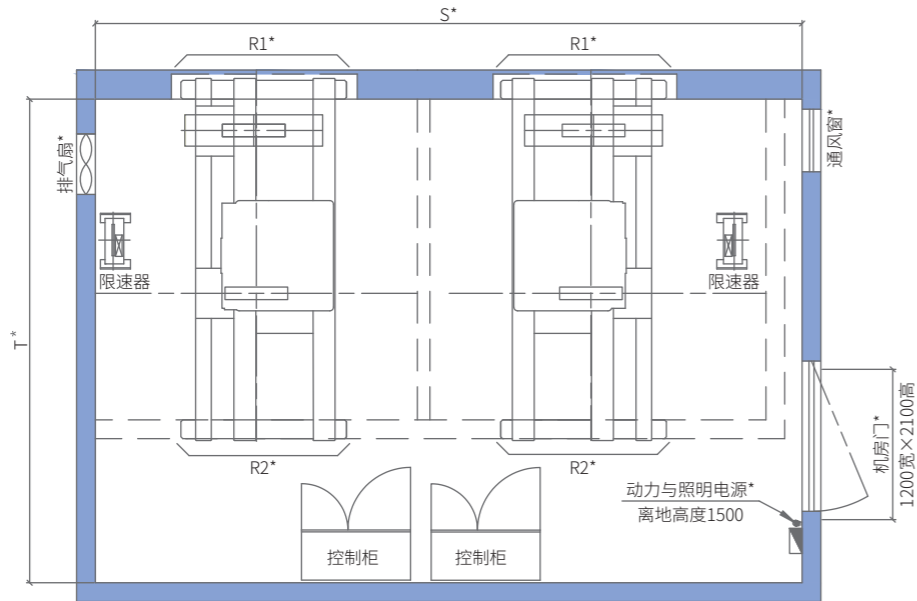 S*
R1*
R1*
排气扇*
通风窗*
限速器
限速器
T*
R2*
R2*
机房门*
1200宽×2100高
动力与照明电源*
离地高度1500
控制柜
控制柜